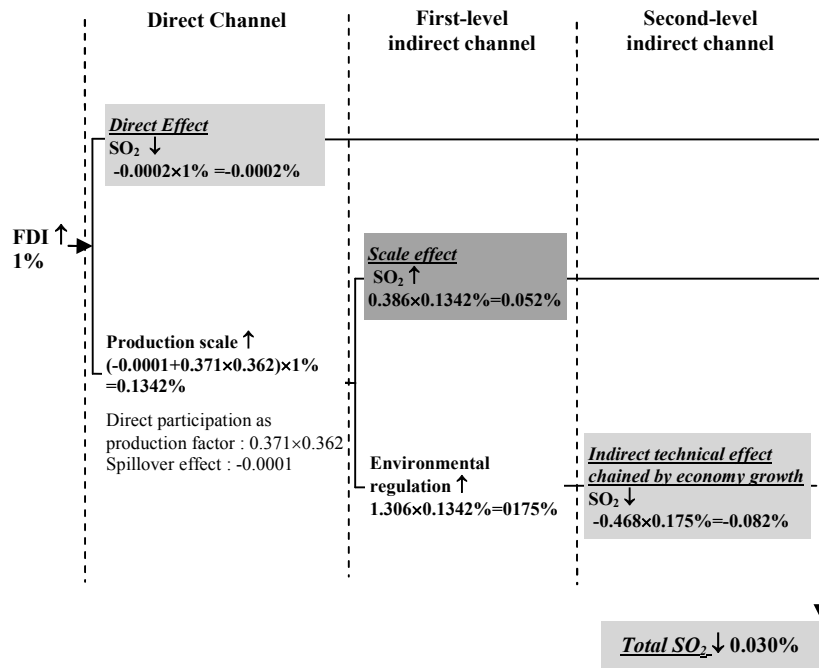 Direct Channel
First-level
indirect channel
Second-level
indirect channel
Direct Effect
SO₂ ↓
-0.0002×1% =-0.0002%
FDI ↑
1%
Scale effect
SO₂ ↑
0.386×0.1342%=0.052%
Production scale ↑
(-0.0001+0.371×0.362)×1%
=0.1342%
Direct participation as
production factor : 0.371×0.362
Spillover effect : -0.0001
Environmental
regulation ↑
1.306×0.1342%=0175%
Indirect technical effect
chained by economy growth
SO₂ ↓
-0.468×0.175%=-0.082%
Total SO₂ ↓ 0.030%